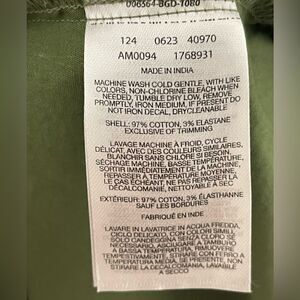 006364-BGD-1080
124 0623 40970
AM0094 1768931
MADE IN INDIA
MACHINE WASH COLD GENTLE, WITH LIKE
COLORS, NON-CHLORINE BLEACH WHEN
NEEDED, TUMBLE DRY LOW, REMOVE
PROMPTLY, IRON MEDIUM, IF PRESENT DO
NOT IRON DECAL, DRYCLEANABLE
SHELL: 97% COTTON, 3% ELASTANE
EXCLUSIVE OF TRIMMING
LAVAGE MACHINE À FROID, CYCLE
DÉLICAT, AVEC DES COULEURS SIMILAIRES,
BLANCHIR SANS CHLORE SI BESOIN,
SÉCHAGE MACHINE, BASSE TEMPÉRATURE,
SORTIR IMMÉDIATEMENT DE LA MACHINE,
REPASSER À TEMPÉRATURE MOYENNE,
LE CAS ÉCHÉANT, NE PAS REPASSER LA
DÉCALCOMANIE, NETTOYAGE À SEC
EXTÉRIEUR: 97% COTON, 3% ÉLASTHANNE
SAUF LES BORDURES
FABRIQUÉ EN INDE
LAVARE IN LAVATRICE IN ACQUA FREDDA,
CICLO DELICATO, CON COLORI SIMILI,
SOLO CANDEGGINA SENZA CLORO SE
NECESSARIO, ASCIUGARE A TAMBURO
A BASSA TEMPERATURA, RIMUOVERE
TEMPESTIVAMENTE, STIRARE CON FERRO A
TEMPERATURA MEDIA, SE PRESENTE, NON
STIRARE LA DECALCOMANIA, LAVABILE
A SECCO